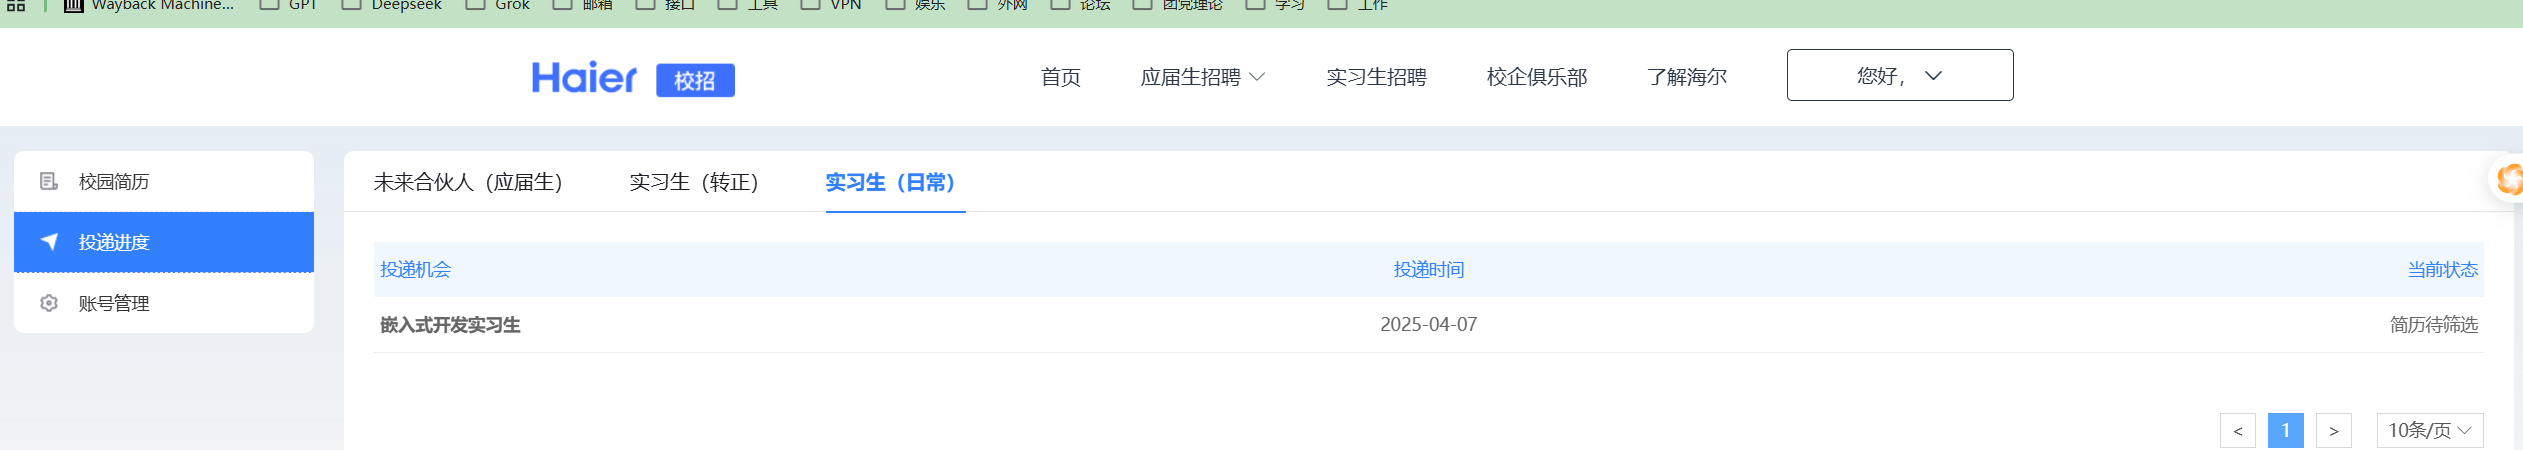 Wayback Machine... GPT Deepseek Grok 邮箱 接口 工具 VPN 娱乐 外网 论坛 团党理论 学习 工作
Haier 校招 首页 应届生招聘 实习生招聘 校企俱乐部 了解海尔 您好，
校园简历
投递进度
账号管理
未来合伙人（应届生） 实习生（转正） 实习生（日常）
投递机会 投递时间 当前状态
嵌入式开发实习生 2025-04-07 简历待筛选
< 1 > 10条/页